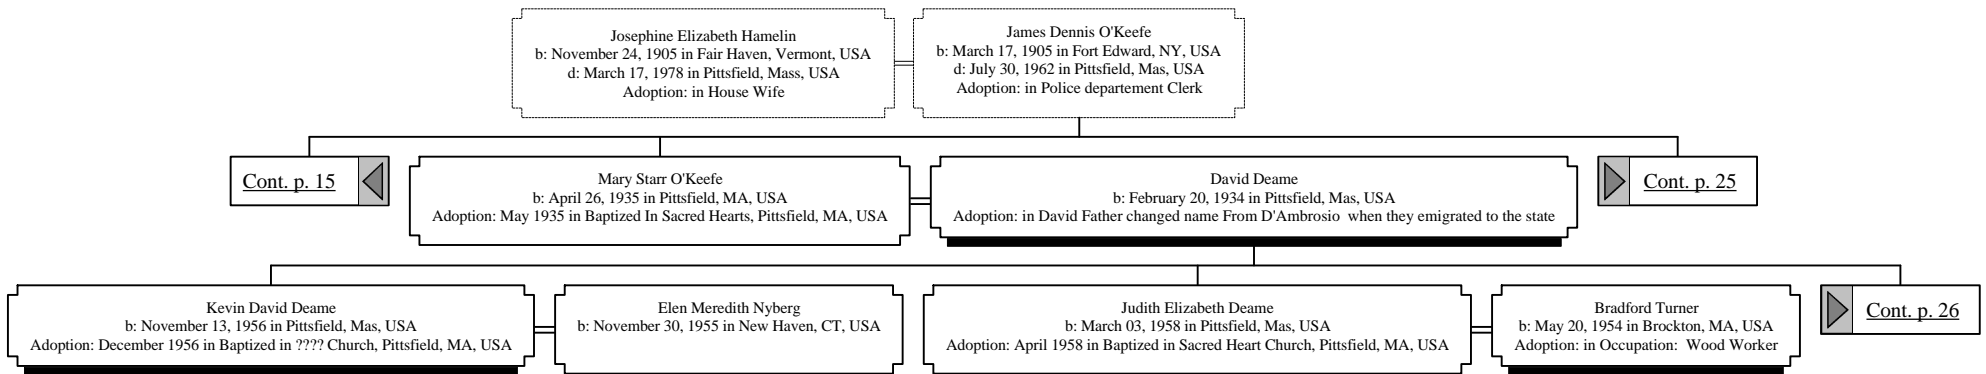 Josephine Elizabeth Hamelin
b: November 24, 1905 in Fair Haven, Vermont, USA
d: March 17, 1978 in Pittsfield, Mass, USA
Adoption: in House Wife
James Dennis O'Keefe
b: March 17, 1905 in Fort Edward, NY, USA
d: July 30, 1962 in Pittsfield, Mas, USA
Adoption: in Police departement Clerk
Cont. p. 15
Mary Starr O'Keefe
b: April 26, 1935 in Pittsfield, MA, USA
Adoption: May 1935 in Baptized In Sacred Hearts, Pittsfield, MA, USA
David Deame
b: February 20, 1934 in Pittsfield, Mas, USA
Adoption: in David Father changed name From D'Ambrosio  when they emigrated to the state
Cont. p. 25
Kevin David Deame
b: November 13, 1956 in Pittsfield, Mas, USA
Adoption: December 1956 in Baptized in ???? Church, Pittsfield, MA, USA
Elen Meredith Nyberg
b: November 30, 1955 in New Haven, CT, USA
Judith Elizabeth Deame
b: March 03, 1958 in Pittsfield, Mas, USA
Adoption: April 1958 in Baptized in Sacred Heart Church, Pittsfield, MA, USA
Bradford Turner
b: May 20, 1954 in Brockton, MA, USA
Adoption: in Occupation:  Wood Worker
Cont. p. 26